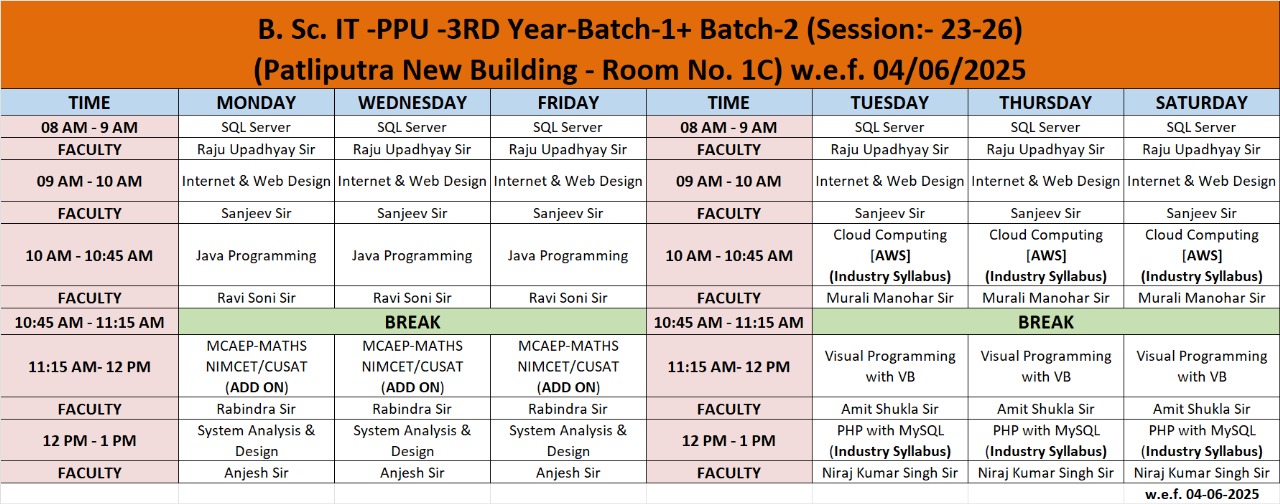 B. Sc. IT -PPU -3RD Year-Batch-1+ Batch-2 (Session:- 23-26)
(Patliputra New Building - Room No. 1C) w.e.f. 04/06/2025
TIME MONDAY WEDNESDAY FRIDAY TIME TUESDAY THURSDAY SATURDAY
08 AM - 9 AM SQL Server SQL Server SQL Server 08 AM - 9 AM SQL Server SQL Server SQL Server
FACULTY Raju Upadhyay Sir Raju Upadhyay Sir Raju Upadhyay Sir FACULTY Raju Upadhyay Sir Raju Upadhyay Sir Raju Upadhyay Sir
09 AM - 10 AM Internet & Web Design Internet & Web Design Internet & Web Design 09 AM - 10 AM Internet & Web Design Internet & Web Design Internet & Web Design
FACULTY Sanjeev Sir Sanjeev Sir Sanjeev Sir FACULTY Sanjeev Sir Sanjeev Sir Sanjeev Sir
Cloud Computing Cloud Computing Cloud Computing
10 AM - 10:45 AM Java Programming Java Programming Java Programming 10 AM - 10:45 AM [AWS] [AWS] [AWS]
(Industry Syllabus) (Industry Syllabus) (Industry Syllabus)
FACULTY Ravi Soni Sir Ravi Soni Sir Ravi Soni Sir FACULTY Murali Manohar Sir Murali Manohar Sir Murali Manohar Sir
10:45 AM - 11:15 AM BREAK 10:45 AM - 11:15 AM BREAK
MCAEP-MATHS MCAEP-MATHS MCAEP-MATHS
11:15 AM- 12 PM NIMCET/CUSAT NIMCET/CUSAT NIMCET/CUSAT 11:15 AM- 12 PM Visual Programming Visual Programming Visual Programming
(ADD ON) (ADD ON) (ADD ON) with VB with VB with VB
FACULTY Rabindra Sir Rabindra Sir Rabindra Sir FACULTY Amit Shukla Sir Amit Shukla Sir Amit Shukla Sir
12 PM - 1 PM System Analysis & System Analysis & System Analysis & 12 PM - 1 PM PHP with MySQL PHP with MySQL PHP with MySQL
Design Design Design (Industry Syllabus) (Industry Syllabus) (Industry Syllabus)
FACULTY Anjesh Sir Anjesh Sir Anjesh Sir FACULTY Niraj Kumar Singh Sir Niraj Kumar Singh Sir Niraj Kumar Singh Sir
w.e.f. 04-06-2025